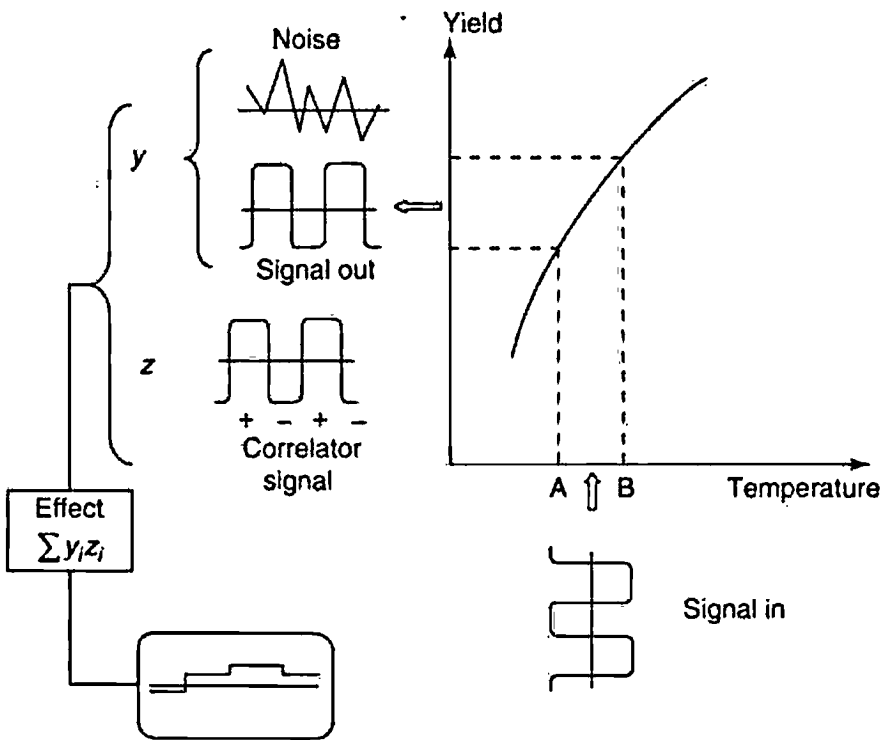 Noise
y
Signal out
z
+ − + −
Correlator
signal
Effect
∑ yᵢzᵢ
Yield
A B Temperature
Signal in